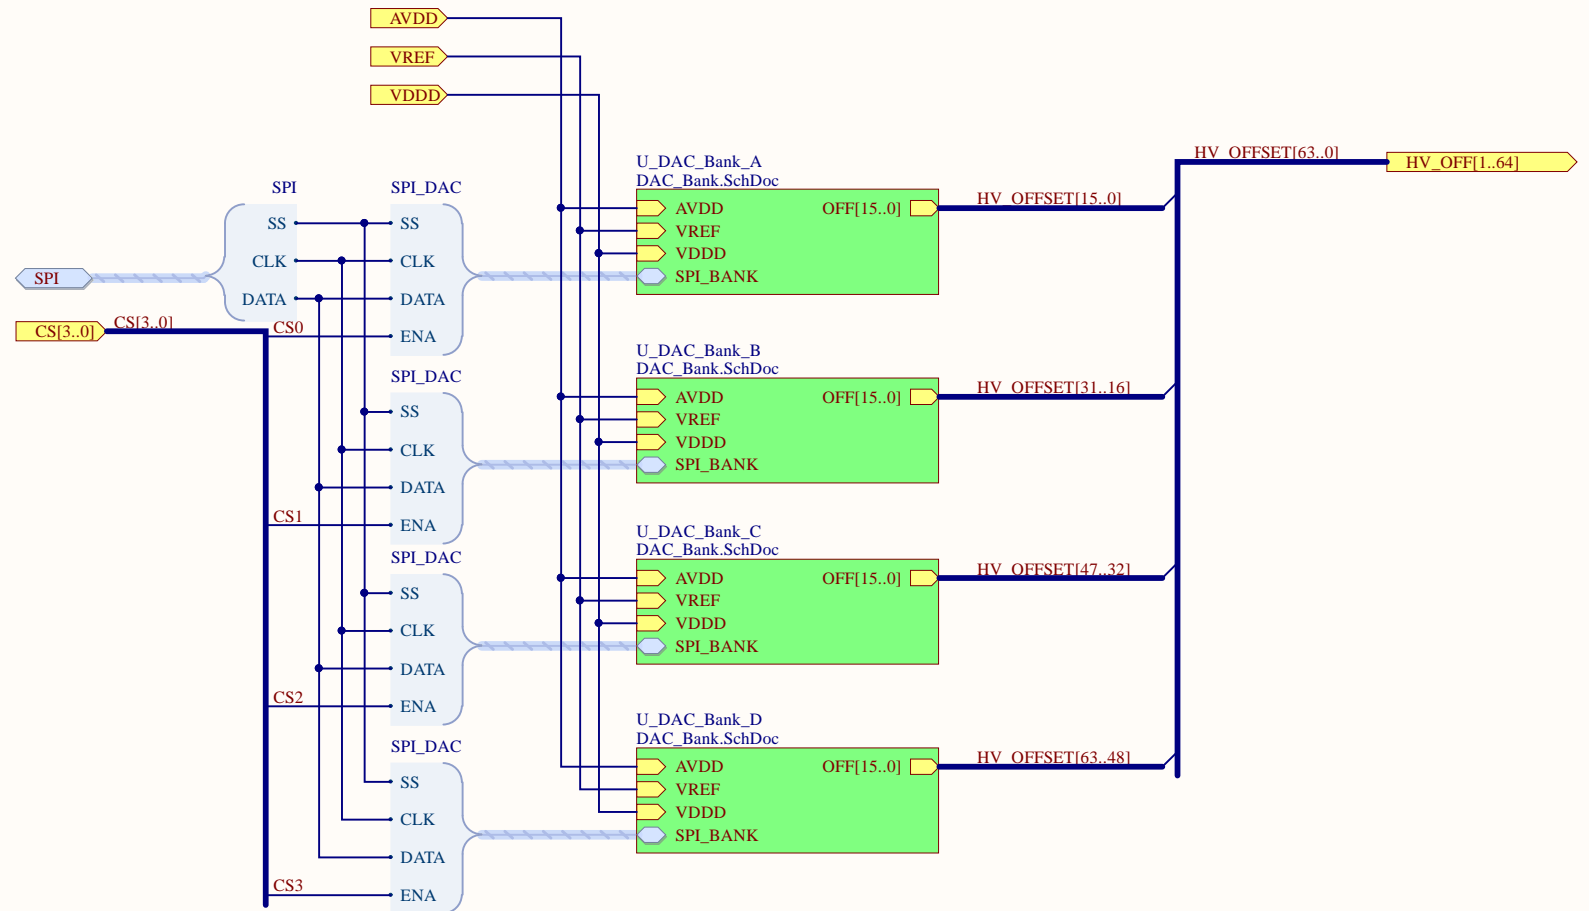 AVDD
VREF
VDDD
HV_OFFSET[63..0]
HV_OFF[1..64]
SPI
SS
CLK
DATA
SPI
CS[3..0]
CS[3..0]
SPI_DAC
SS
CLK
DATA
CS0
ENA
U_DAC_Bank_A
DAC_Bank.SchDoc
AVDD
OFF[15..0]
HV_OFFSET[15..0]
VREF
VDDD
SPI_BANK
SPI_DAC
SS
CLK
DATA
CS1
ENA
U_DAC_Bank_B
DAC_Bank.SchDoc
AVDD
OFF[15..0]
HV_OFFSET[31..16]
VREF
VDDD
SPI_BANK
SPI_DAC
SS
CLK
DATA
CS2
ENA
U_DAC_Bank_C
DAC_Bank.SchDoc
AVDD
OFF[15..0]
HV_OFFSET[47..32]
VREF
VDDD
SPI_BANK
SPI_DAC
SS
CLK
DATA
CS3
ENA
U_DAC_Bank_D
DAC_Bank.SchDoc
AVDD
OFF[15..0]
HV_OFFSET[63..48]
VREF
VDDD
SPI_BANK